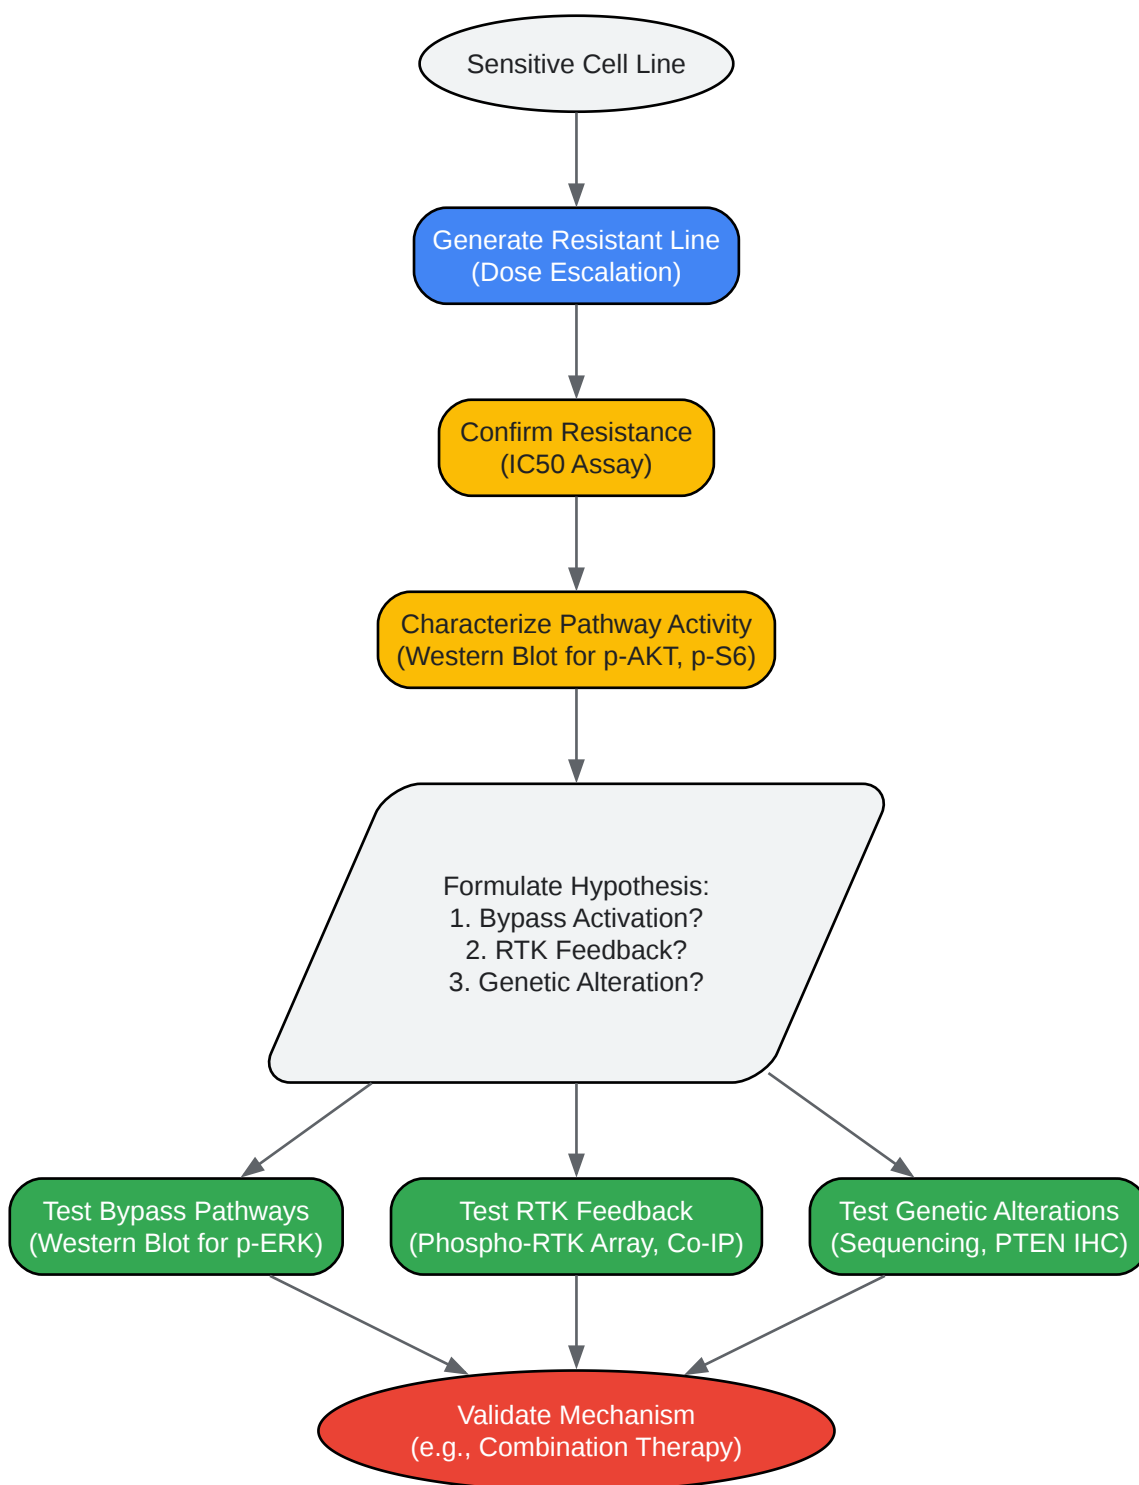 Sensitive Cell Line
Generate Resistant Line
(Dose Escalation)
Confirm Resistance
(IC50 Assay)
Characterize Pathway Activity
(Western Blot for p-AKT, p-S6)
Formulate Hypothesis:
1. Bypass Activation?
2. RTK Feedback?
3. Genetic Alteration?
Test Bypass Pathways
(Western Blot for p-ERK)
Test RTK Feedback
(Phospho-RTK Array, Co-IP)
Test Genetic Alterations
(Sequencing, PTEN IHC)
Validate Mechanism
(e.g., Combination Therapy)